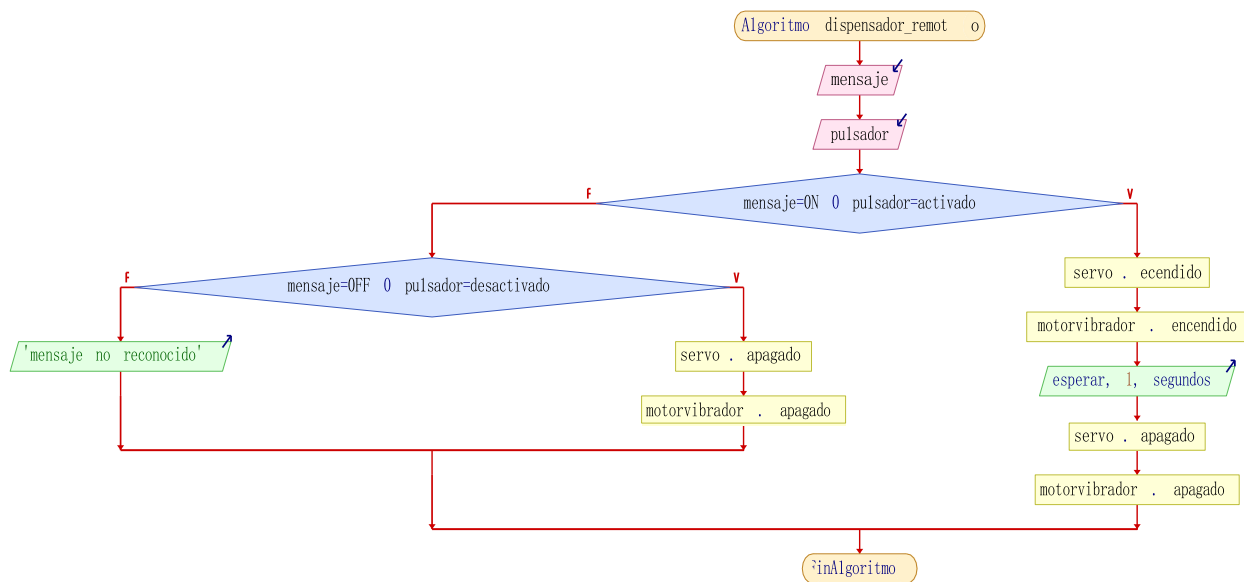 Algoritmo dispensador_remot o
mensaje
pulsador
mensaje=ON O pulsador=activado
F
V
mensaje=OFF O pulsador=desactivado
F
V
servo . ecendido
motorvibrador . encendido
'mensaje no reconocido'
servo . apagado
esperar, 1, segundos
motorvibrador . apagado
servo . apagado
motorvibrador . apagado
FinAlgoritmo